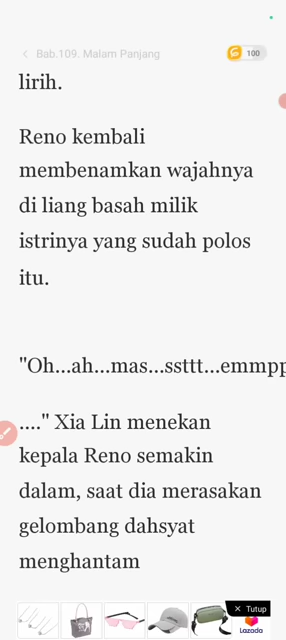 Bab.109. Malam Panjang
100
lirih.
Reno kembali
membenamkan wajahnya
di liang basah milik
istrinya yang sudah polos
itu.
"Oh...ah...mas...ssttt...emmpp
...." Xia Lin menekan
kepala Reno semakin
dalam, saat dia merasakan
gelombang dahsyat
menghantam
Tutup
Lazada